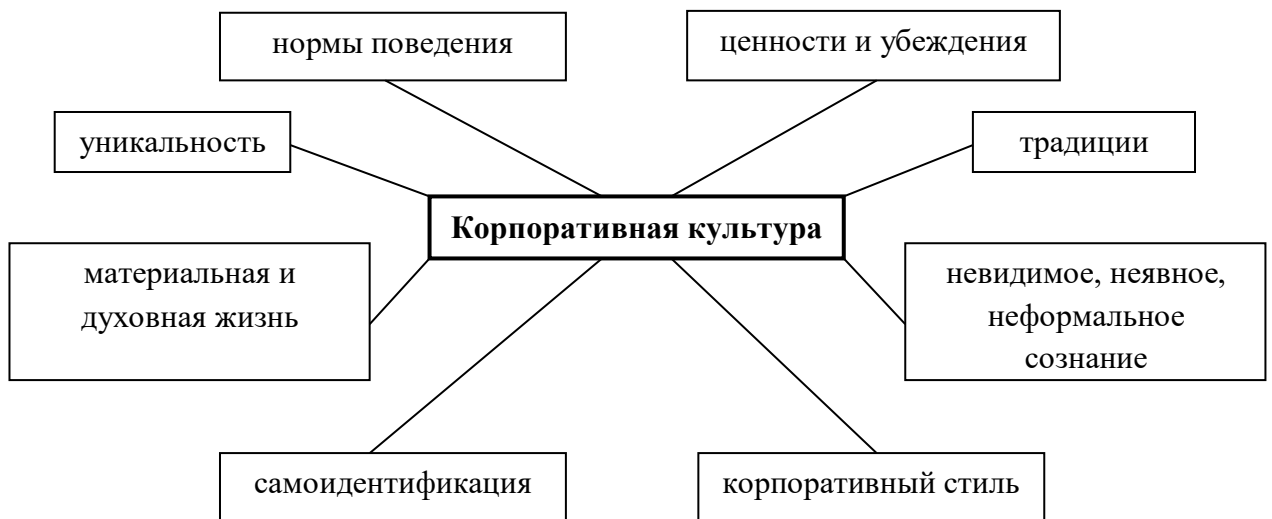 нормы поведения
ценности и убеждения
уникальность
традиции
Корпоративная культура
материальная и
духовная жизнь
невидимое, неявное,
неформальное
сознание
самоидентификация
корпоративный стиль